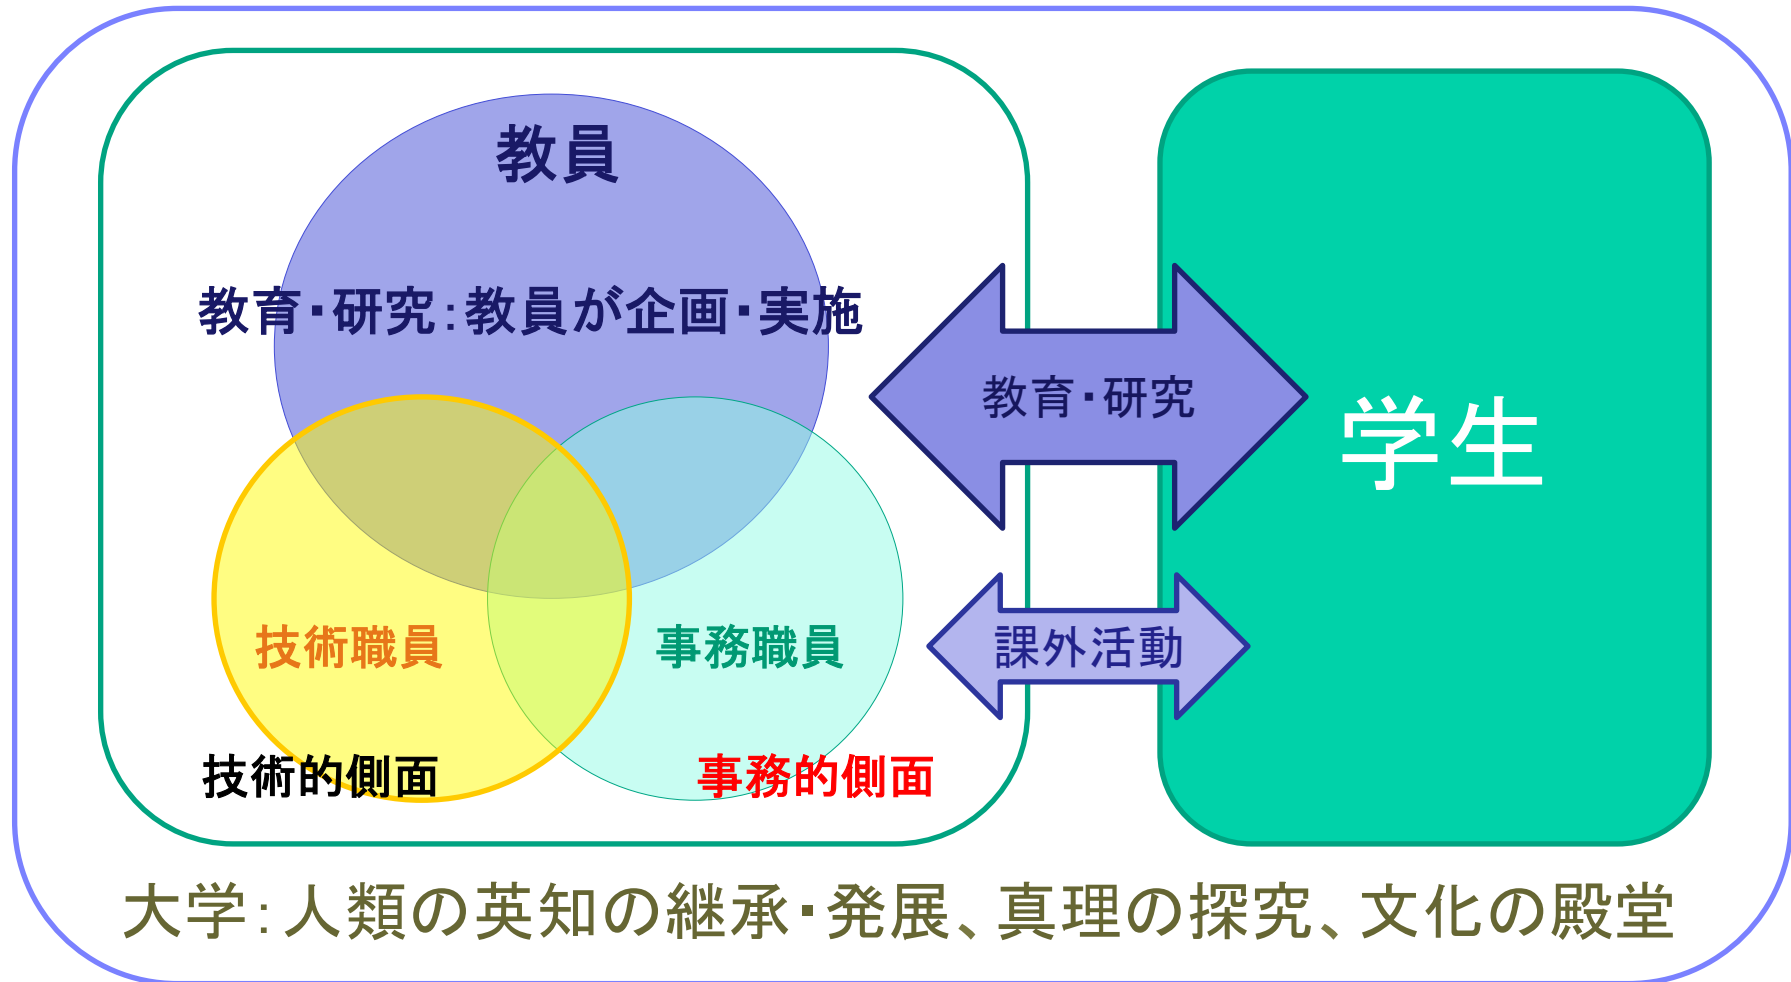 教員
教育・研究：教員が企画・実施
教育・研究
学生
技術職員
事務職員
課外活動
技術的側面
事務的側面
大学：人類の英知の継承・発展、真理の探究、文化の殿堂